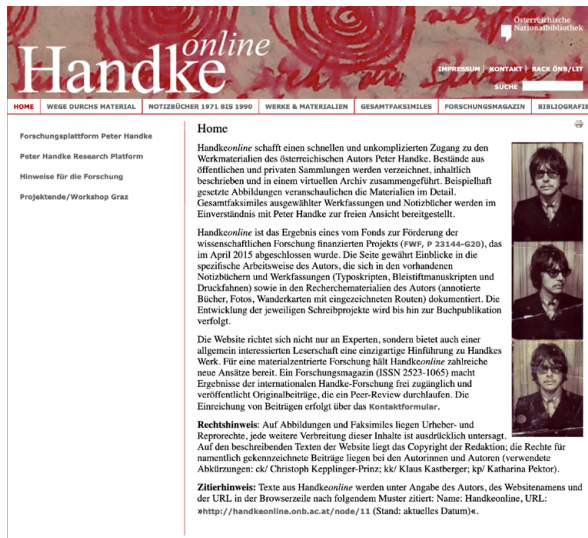 Österreichische
Nationalbibliothek
Handke online
IMPRESSUM | KONTAKT | BACK ÖNB/LIT
SUCHE
HOME | WEGE DURCHS MATERIAL | NOTIZBÜCHER 1971 BIS 1990 | WERKE & MATERIALIEN | GESAMTFAKSIMILES | FORSCHUNGSMAGAZIN | BIBLIOGRAFIE
Forschungsplattform Peter Handke
Peter Handke Research Platform
Hinweise für die Forschung
Projektende/Workshop Graz
Home
Handkeonline schafft einen schnellen und unkomplizierten Zugang zu den
Werkmaterialien des österreichischen Autors Peter Handke. Bestände aus
öffentlichen und privaten Sammlungen werden verzeichnet, inhaltlich
beschrieben und in einem virtuellen Archiv zusammengeführt. Beispielhaft
gesetzte Abbildungen veranschaulichen die Materialien im Detail.
Gesamtfaksimiles ausgewählter Werkfassungen und Notizbücher werden im
Einverständnis mit Peter Handke zur freien Ansicht bereitgestellt.
Handkeonline ist das Ergebnis eines vom Fonds zur Förderung der
wissenschaftlichen Forschung finanzierten Projekts (FWF, P 23144-G20), das
im April 2015 abgeschlossen wurde. Die Seite gewährt Einblicke in die
spezifische Arbeitsweise des Autors, die sich in den vorhandenen
Notizbüchern und Werkfassungen (Typoskripten, Bleistiftmanuskripten und
Druckfahnen) sowie in den Recherchematerialien des Autors (annotierte
Bücher, Fotos, Wanderkarten mit eingezeichneten Routen) dokumentiert. Die
Entwicklung der jeweiligen Schreibprojekte wird bis hin zur Buchpublikation
verfolgt.
Die Website richtet sich nicht nur an Experten, sondern bietet auch einer
allgemein interessierten Leserschaft eine einzigartige Hinführung zu Handkes
Werk. Für eine materialzentrierte Forschung hält Handkeonline zahlreiche
neue Ansätze bereit. Ein Forschungsmagazin (ISSN 2523-1065) macht
Ergebnisse der internationalen Handke-Forschung frei zugänglich und
veröffentlicht Originalbeiträge, die ein Peer-Review durchlaufen. Die
Einreichung von Beiträgen erfolgt über das Kontaktformular.
Rechtshinweis: Auf Abbildungen und Faksimiles liegen Urheber- und
Reprorechte, jede weitere Verbreitung dieser Inhalte ist ausdrücklich untersagt.
Auf den beschreibenden Texten der Website liegt das Copyright der Redaktion; die Rechte für
namentlich gekennzeichnete Beiträge liegen bei den Autorinnen und Autoren (verwendete
Abkürzungen: ck/ Christoph Kepplinger-Prinz; kk/ Klaus Kastberger; kp/ Katharina Pektor).
Zitierhinweis: Texte aus Handkeonline werden unter Angabe des Autors, des Websitenamens und
der URL in der Browserzeile nach folgendem Muster zitiert: Name: Handkeonline, URL:
»http://handkeonline.onb.ac.at/node/11 (Stand: aktuelles Datum)«.